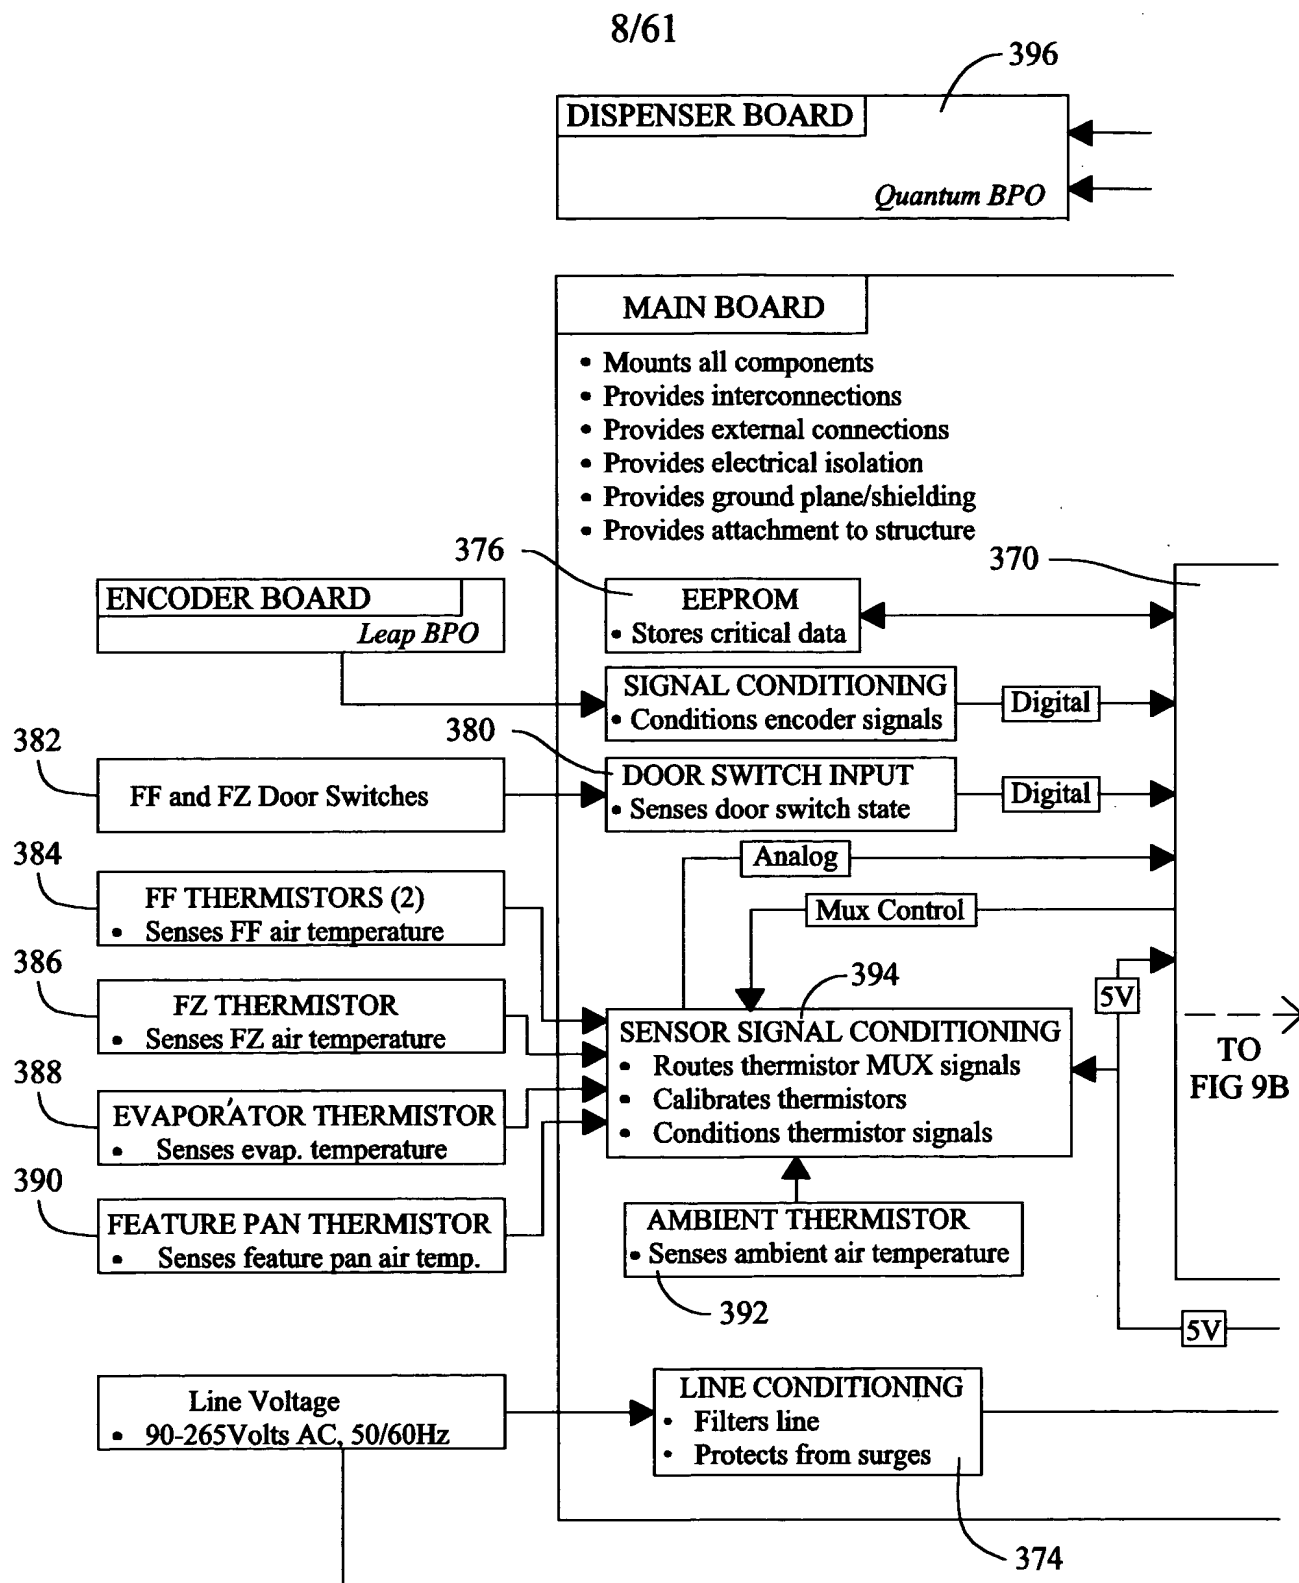 8/61
396
DISPENSER BOARD
Quantum BPO
MAIN BOARD
• Mounts all components
• Provides interconnections
• Provides external connections
• Provides electrical isolation
• Provides ground plane/shielding
• Provides attachment to structure
376
370
ENCODER BOARD
Leap BPO
EEPROM
• Stores critical data
SIGNAL CONDITIONING
• Conditions encoder signals
Digital
382
380
FF and FZ Door Switches
DOOR SWITCH INPUT
• Senses door switch state
Digital
384
Analog
FF THERMISTORS (2)
• Senses FF air temperature
Mux Control
386
394
FZ THERMISTOR
• Senses FZ air temperature
5V
SENSOR SIGNAL CONDITIONING
• Routes thermistor MUX signals
• Calibrates thermistors
• Conditions thermistor signals
TO
FIG 9B
388
EVAPORATOR THERMISTOR
• Senses evap. temperature
390
FEATURE PAN THERMISTOR
• Senses feature pan air temp.
AMBIENT THERMISTOR
• Senses ambient air temperature
392
5V
Line Voltage
• 90-265Volts AC, 50/60Hz
LINE CONDITIONING
• Filters line
• Protects from surges
374